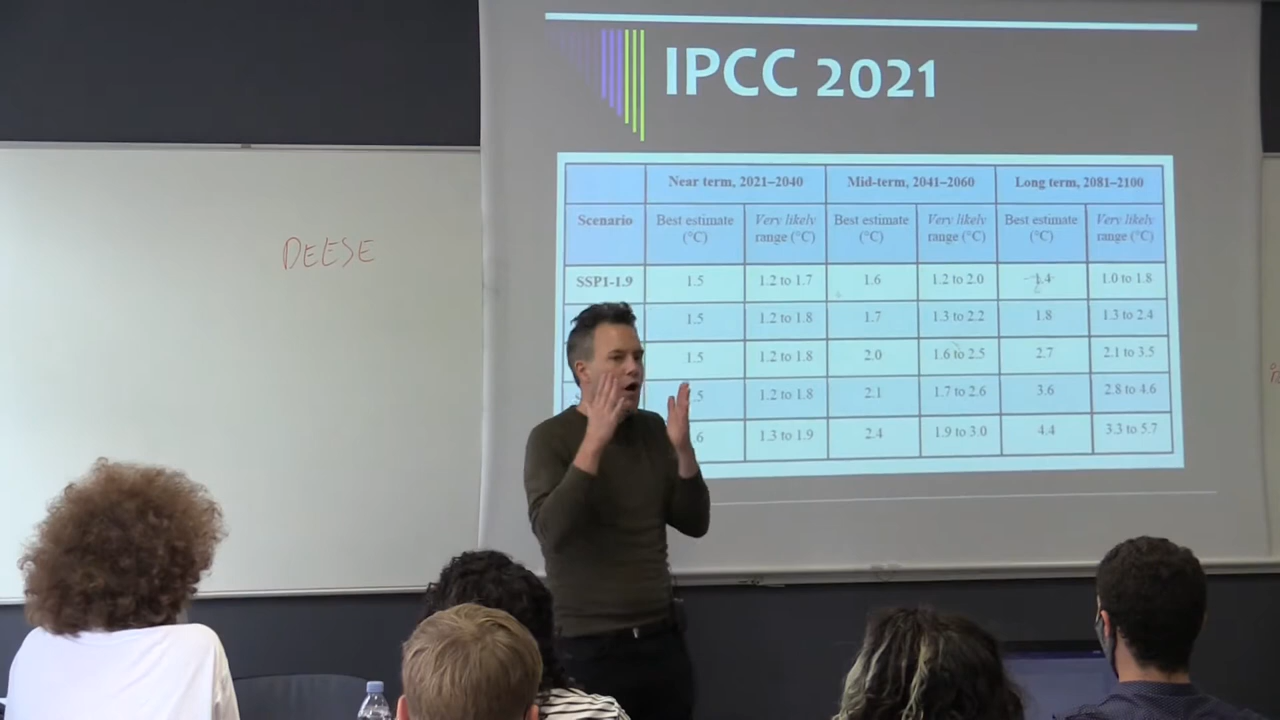 IPCC 2021
DEESE
Near term, 2021–2040 Mid-term, 2041–2060 Long term, 2081–2100
Scenario Best estimate (°C) Very likely range (°C) Best estimate (°C) Very likely range (°C) Best estimate (°C) Very likely range (°C)
SSP1-1.9 1.5 1.2 to 1.7 1.6 1.2 to 2.0 1.4 1.0 to 1.8
1.5 1.2 to 1.8 1.7 1.3 to 2.2 1.8 1.3 to 2.4
1.5 1.2 to 1.8 2.0 1.6 to 2.5 2.7 2.1 to 3.5
.5 1.2 to 1.8 2.1 1.7 to 2.6 3.6 2.8 to 4.6
.6 1.3 to 1.9 2.4 1.9 to 3.0 4.4 3.3 to 5.7